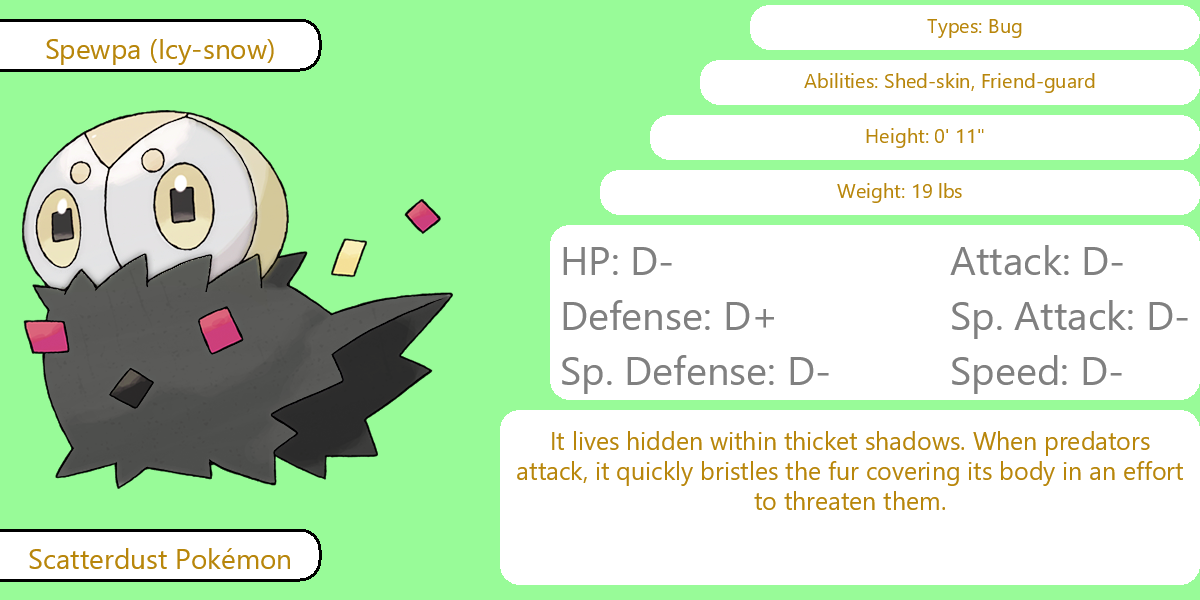 Spewpa (Icy-snow)
Types: Bug
Abilities: Shed-skin, Friend-guard
Height: 0' 11"
Weight: 19 lbs
HP: D-
Attack: D-
Defense: D+
Sp. Attack: D-
Sp. Defense: D-
Speed: D-
It lives hidden within thicket shadows. When predators
attack, it quickly bristles the fur covering its body in an effort
to threaten them.
Scatterdust Pokémon